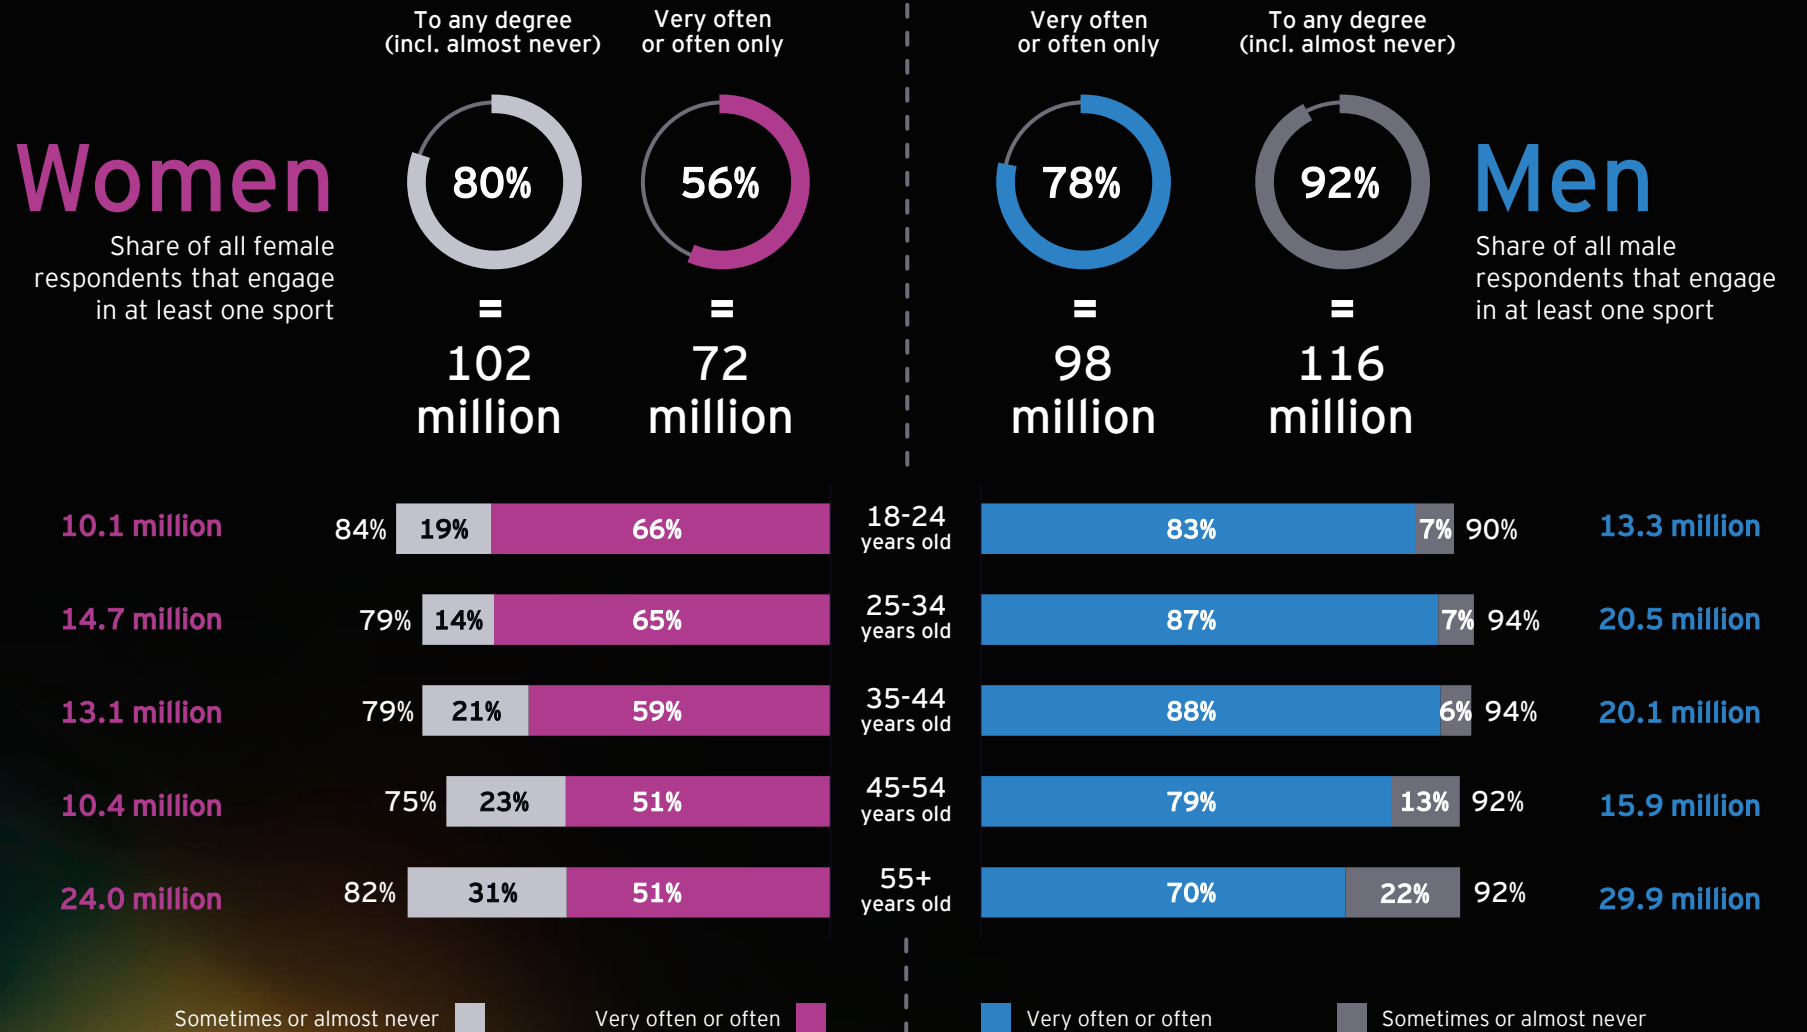 To any degree
(incl. almost never)
Very often
or often only
Very often
or often only
To any degree
(incl. almost never)
Women
Share of all female
respondents that engage
in at least one sport
80%
=
102
million
56%
=
72
million
78%
=
98
million
92%
=
116
million
Men
Share of all male
respondents that engage
in at least one sport
10.1 million
84%
19%
66%
18-24
years old
83%
7%
90%
13.3 million
14.7 million
79%
14%
65%
25-34
years old
87%
7%
94%
20.5 million
13.1 million
79%
21%
59%
35-44
years old
88%
6%
94%
20.1 million
10.4 million
75%
23%
51%
45-54
years old
79%
13%
92%
15.9 million
24.0 million
82%
31%
51%
55+
years old
70%
22%
92%
29.9 million
Sometimes or almost never
Very often or often
Very often or often
Sometimes or almost never